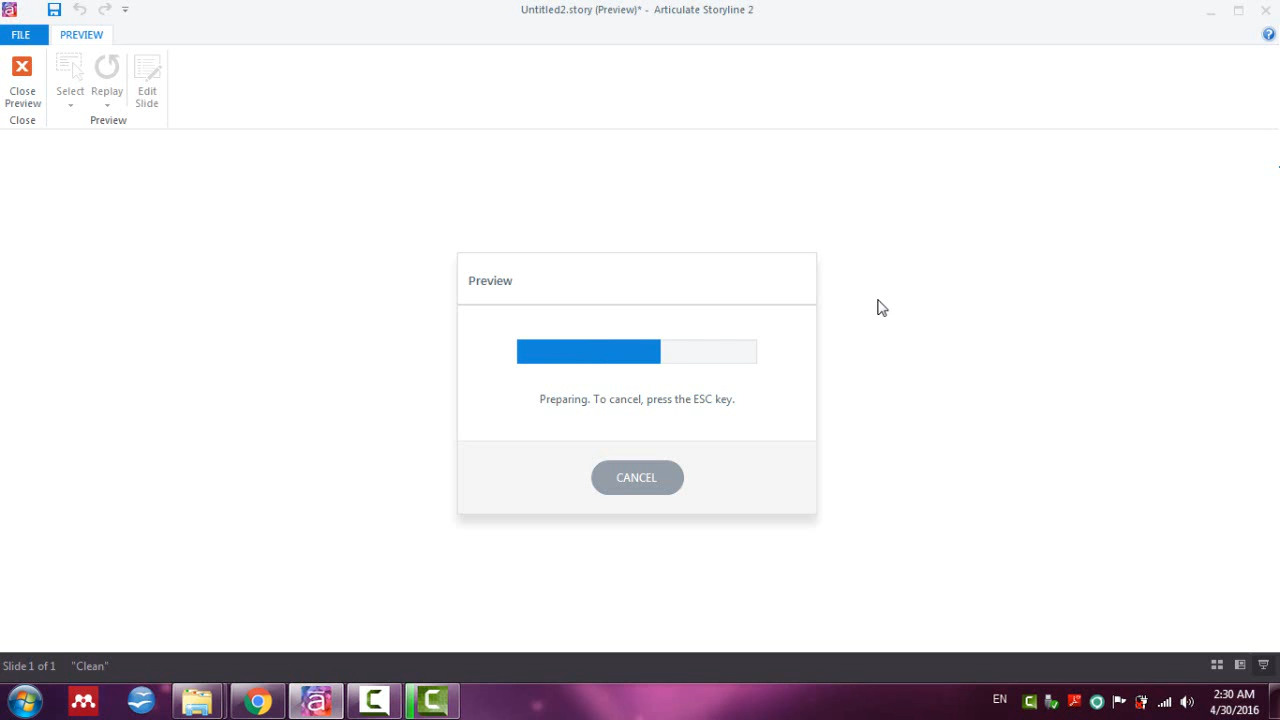 Untitled2.story (Preview)* - Articulate Storyline 2
FILE
PREVIEW
Close Preview
Select
Replay
Edit Slide
Close
Preview
Preview
Preparing. To cancel, press the ESC key.
CANCEL
Slide 1 of 1 "Clean"
EN
2:30 AM
4/30/2016